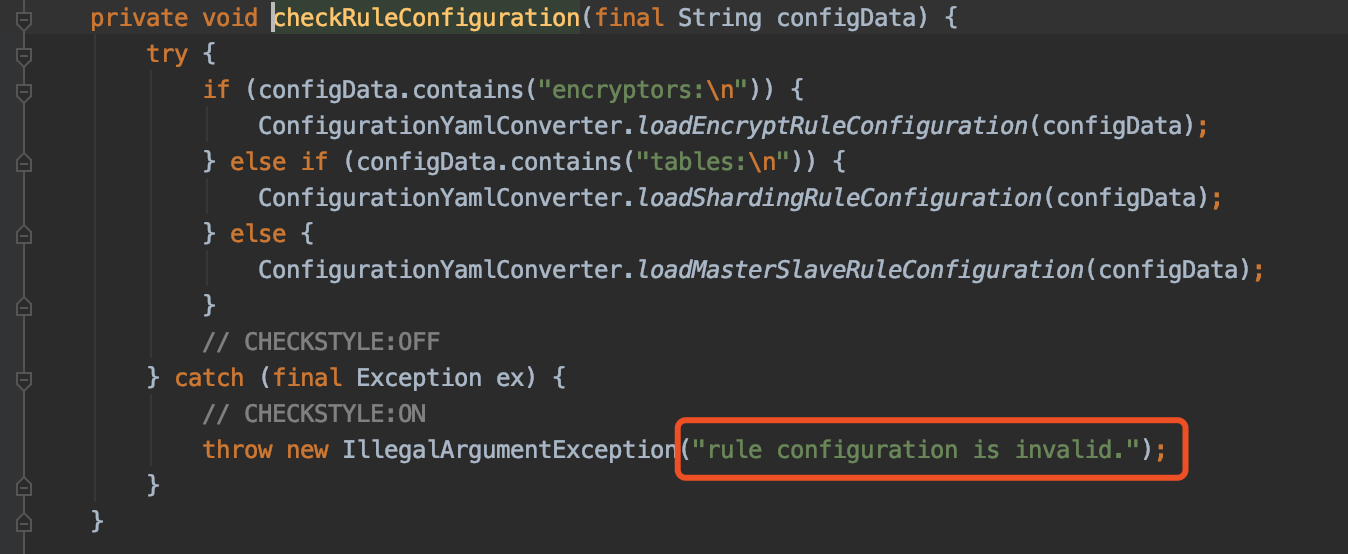 private void checkRuleConfiguration(final String configData) {
try {
if (configData.contains("encryptors:\n")) {
ConfigurationYamlConverter.loadEncryptRuleConfiguration(configData);
} else if (configData.contains("tables:\n")) {
ConfigurationYamlConverter.loadShardingRuleConfiguration(configData);
} else {
ConfigurationYamlConverter.loadMasterSlaveRuleConfiguration(configData);
}
// CHECKSTYLE:OFF
} catch (final Exception ex) {
// CHECKSTYLE:ON
throw new IllegalArgumentException("rule configuration is invalid.");
}
}